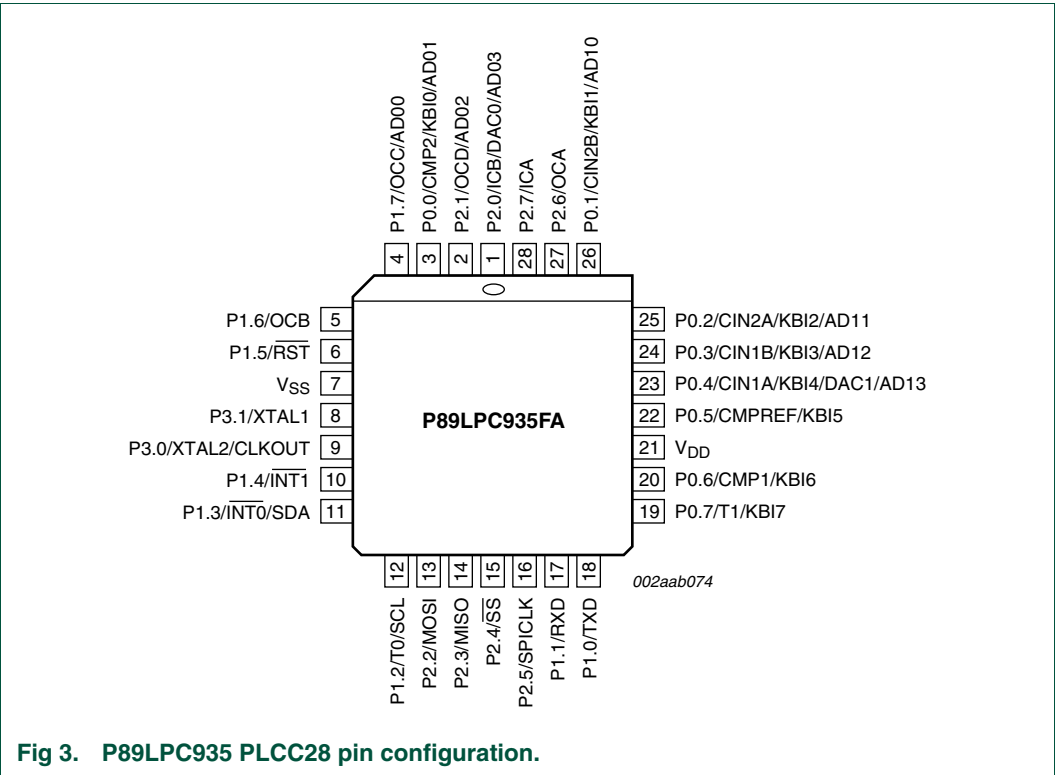 P1.7/OCC/AD00
P0.0/CMP2/KBI0/AD01
P2.1/OCD/AD02
P2.0/ICB/DAC0/AD03
P2.7/ICA
P2.6/OCA
P0.1/CIN2B/KBI1/AD10
4
3
2
1
28
27
26
P1.6/OCB 5
P1.5/R̅S̅T̅ 6
VSS 7
P3.1/XTAL1 8
P3.0/XTAL2/CLKOUT 9
P1.4/I̅N̅T̅1̅ 10
P1.3/I̅N̅T̅0̅/SDA 11
P89LPC935FA
25 P0.2/CIN2A/KBI2/AD11
24 P0.3/CIN1B/KBI3/AD12
23 P0.4/CIN1A/KBI4/DAC1/AD13
22 P0.5/CMPREF/KBI5
21 VDD
20 P0.6/CMP1/KBI6
19 P0.7/T1/KBI7
12
13
14
15
16
17
18
P1.2/T0/SCL
P2.2/MOSI
P2.3/MISO
P2.4/S̅S̅
P2.5/SPICLK
P1.1/RXD
P1.0/TXD
002aab074
Fig 3. P89LPC935 PLCC28 pin configuration.